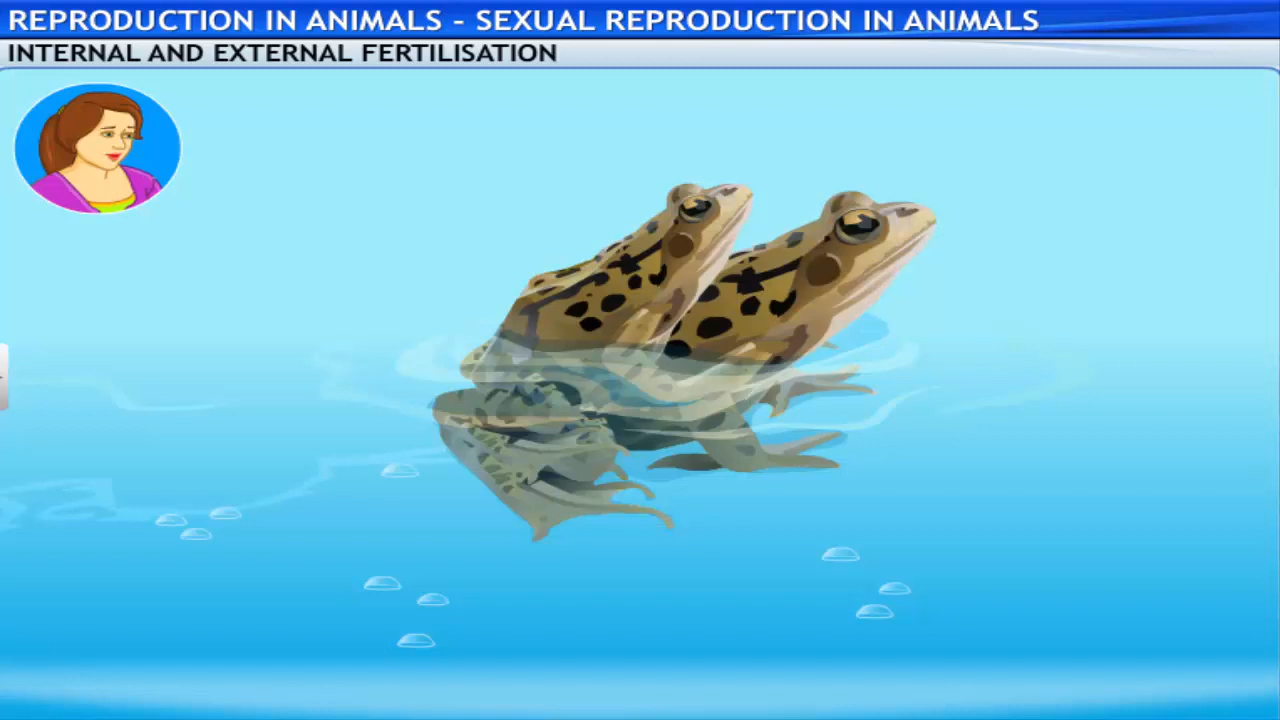 REPRODUCTION IN ANIMALS – SEXUAL REPRODUCTION IN ANIMALS
INTERNAL AND EXTERNAL FERTILISATION